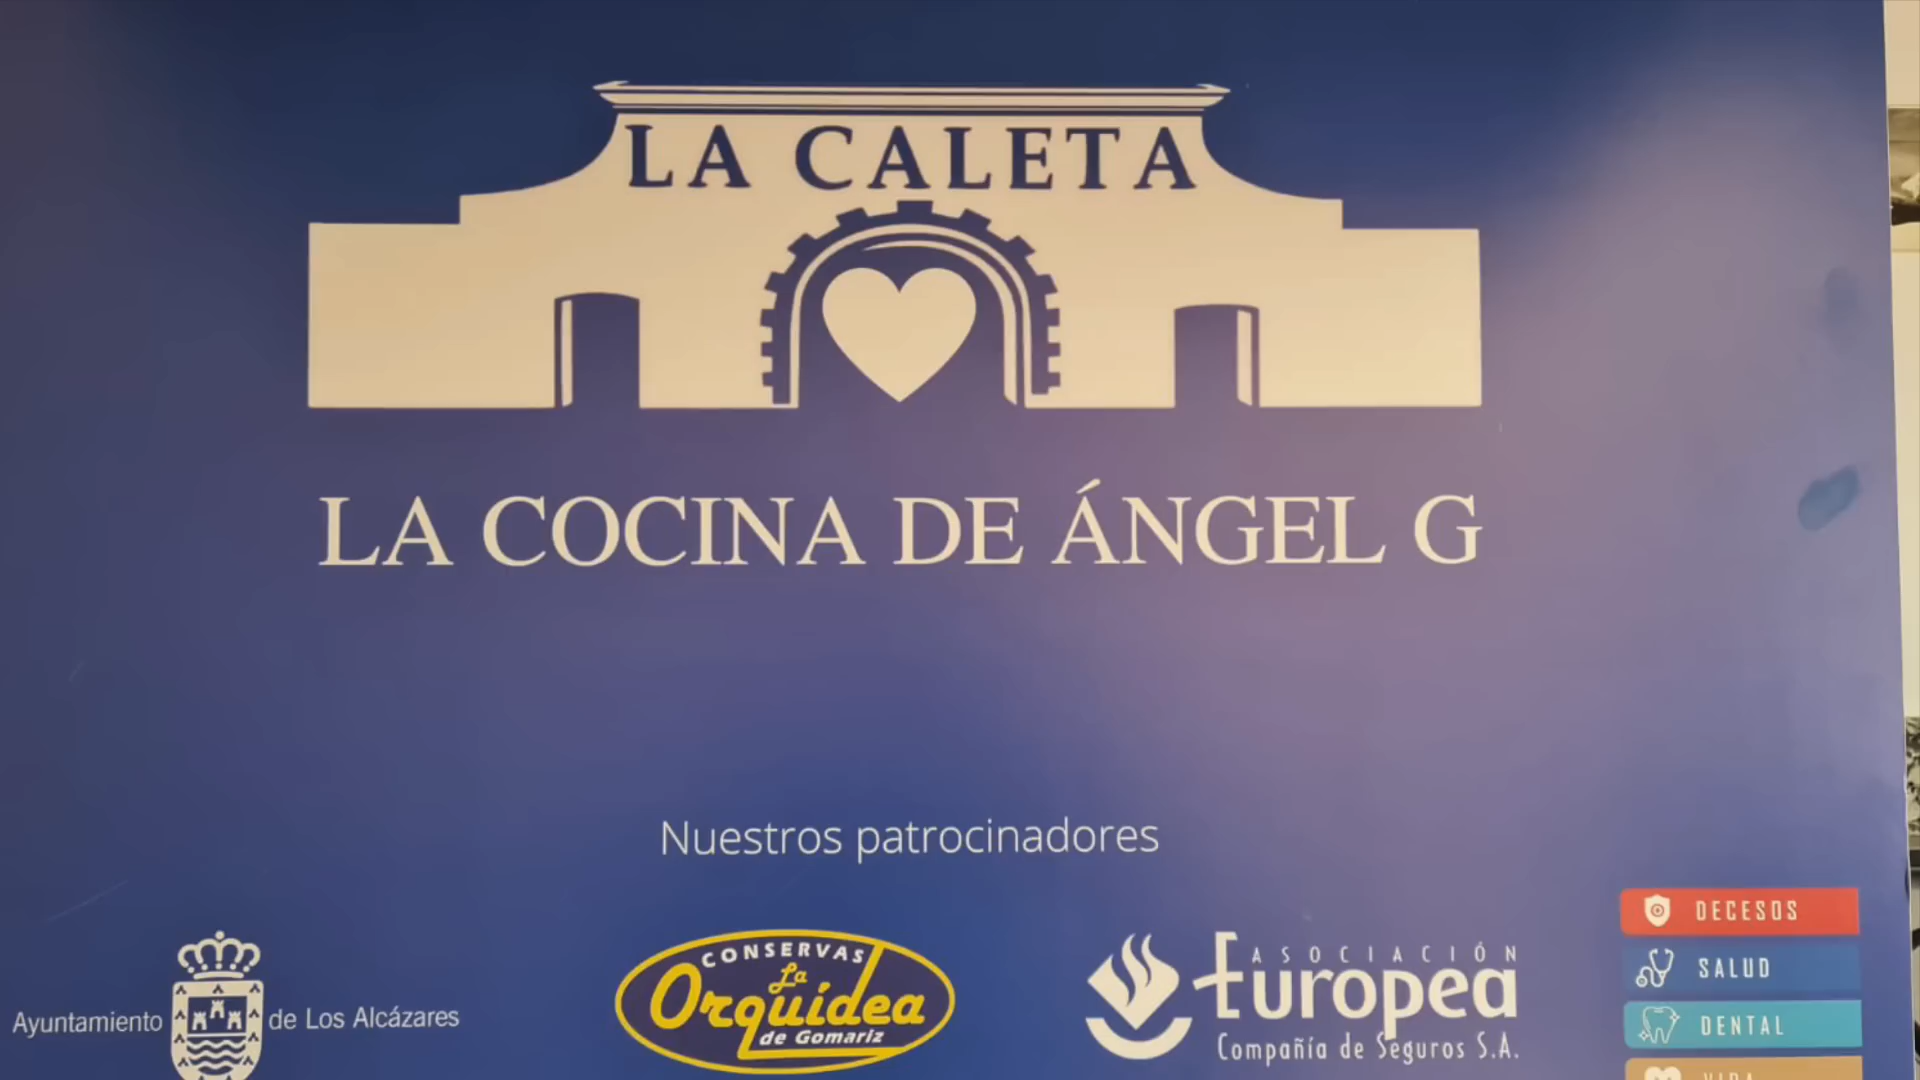 LA CALETA
LA COCINA DE ÁNGEL G
Nuestros patrocinadores
Ayuntamiento de Los Alcázares
CONSERVAS
La
Orquídea
de Gomariz
ASOCIACIÓN
Europea
Compañía de Seguros S.A.
DECESOS
SALUD
DENTAL
VIDA